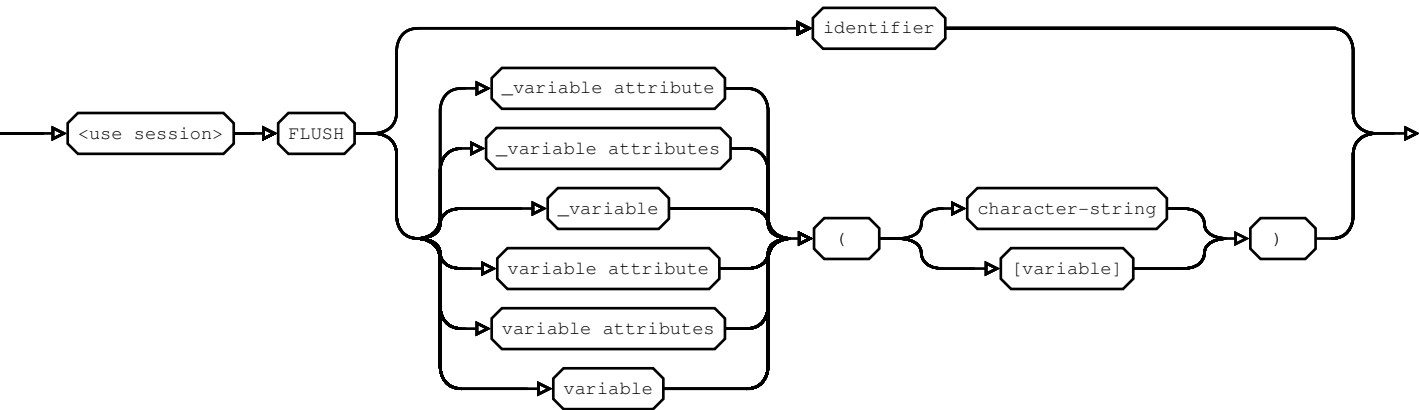 <use session>
FLUSH
identifier
_variable attribute
_variable attributes
_variable
variable attribute
variable attributes
variable
(
character-string
[variable]
)